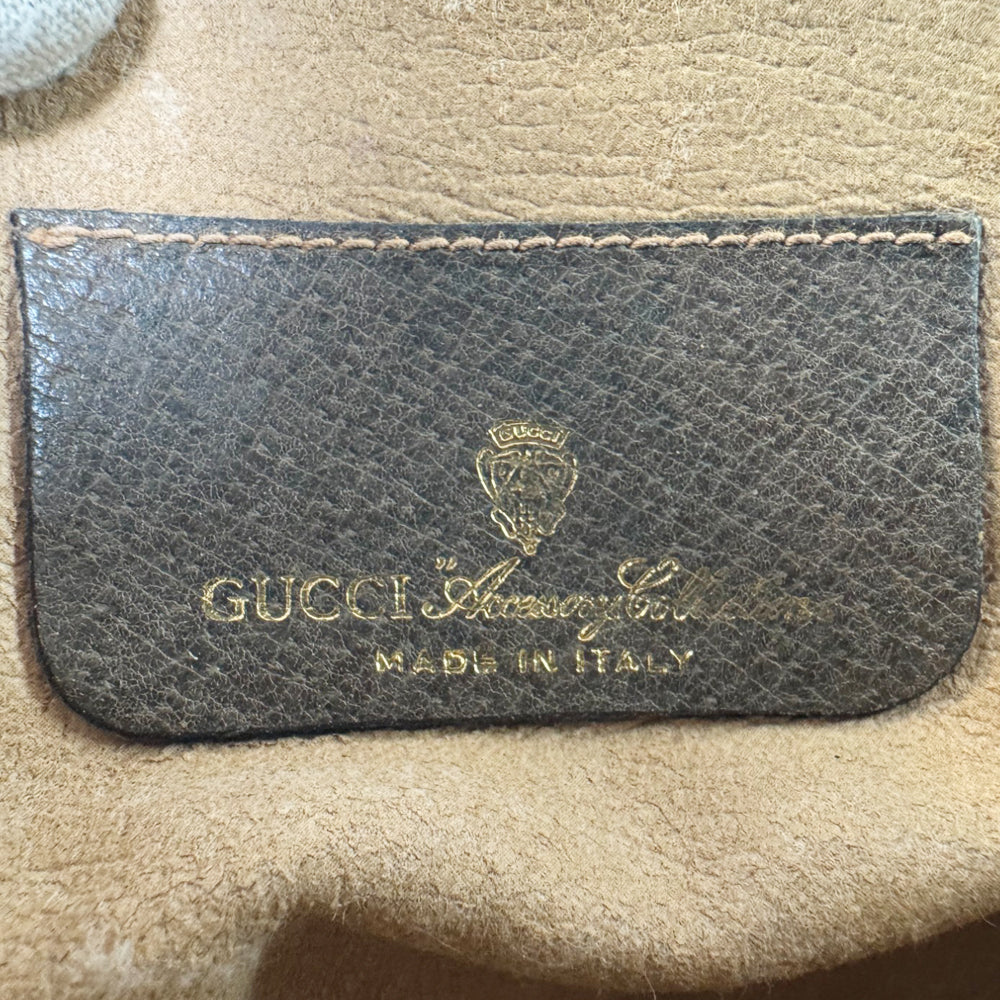 GUCCI
GUCCI "Accessory Collection"
MADE IN ITALY